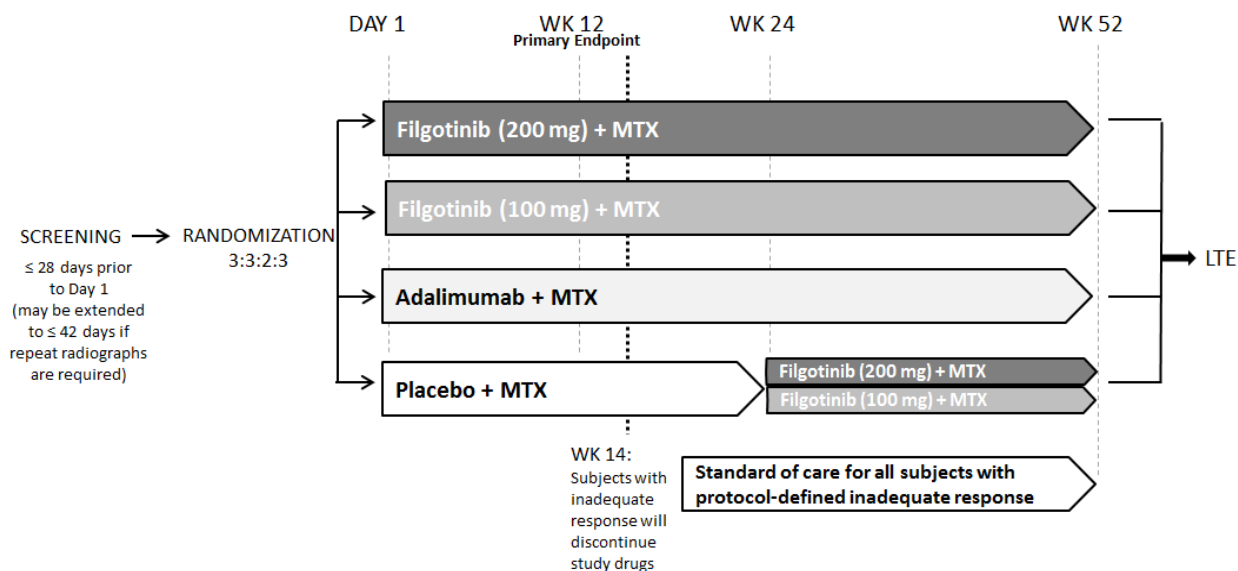 DAY 1
WK 12
WK 24
WK 52
Primary Endpoint
Filgotinib (200 mg) + MTX
Filgotinib (100 mg) + MTX
SCREENING
RANDOMIZATION
3:3:2:3
≤ 28 days prior
to Day 1
(may be extended
to ≤ 42 days if
repeat radiographs
are required)
LTE
Adalimumab + MTX
Placebo + MTX
Filgotinib (200 mg) + MTX
Filgotinib (100 mg) + MTX
WK 14:
Subjects with
inadequate
response will
discontinue
study drugs
Standard of care for all subjects with
protocol-defined inadequate response